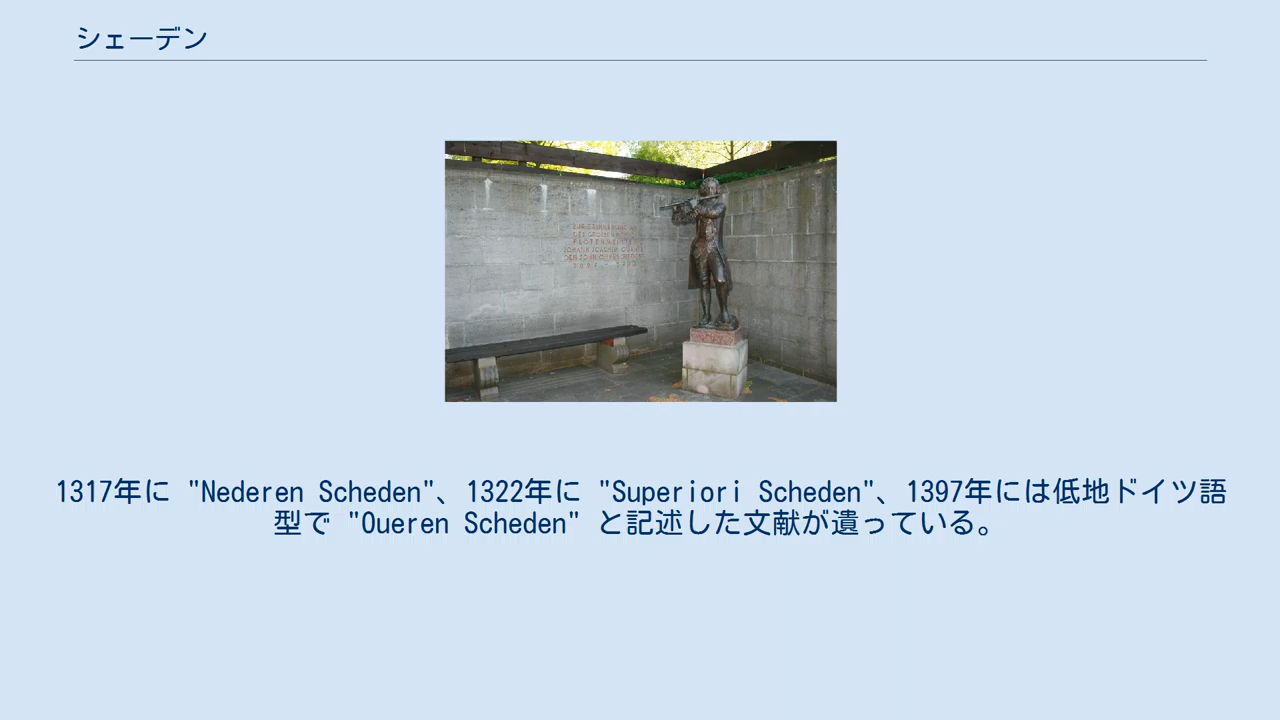 シェーデン
JOHANN JOACHIM
1317年に "Nederen Scheden"、1322年に "Superiori Scheden"、1397年には低地ドイツ語
型で "Oueren Scheden" と記述した文献が遺っている。